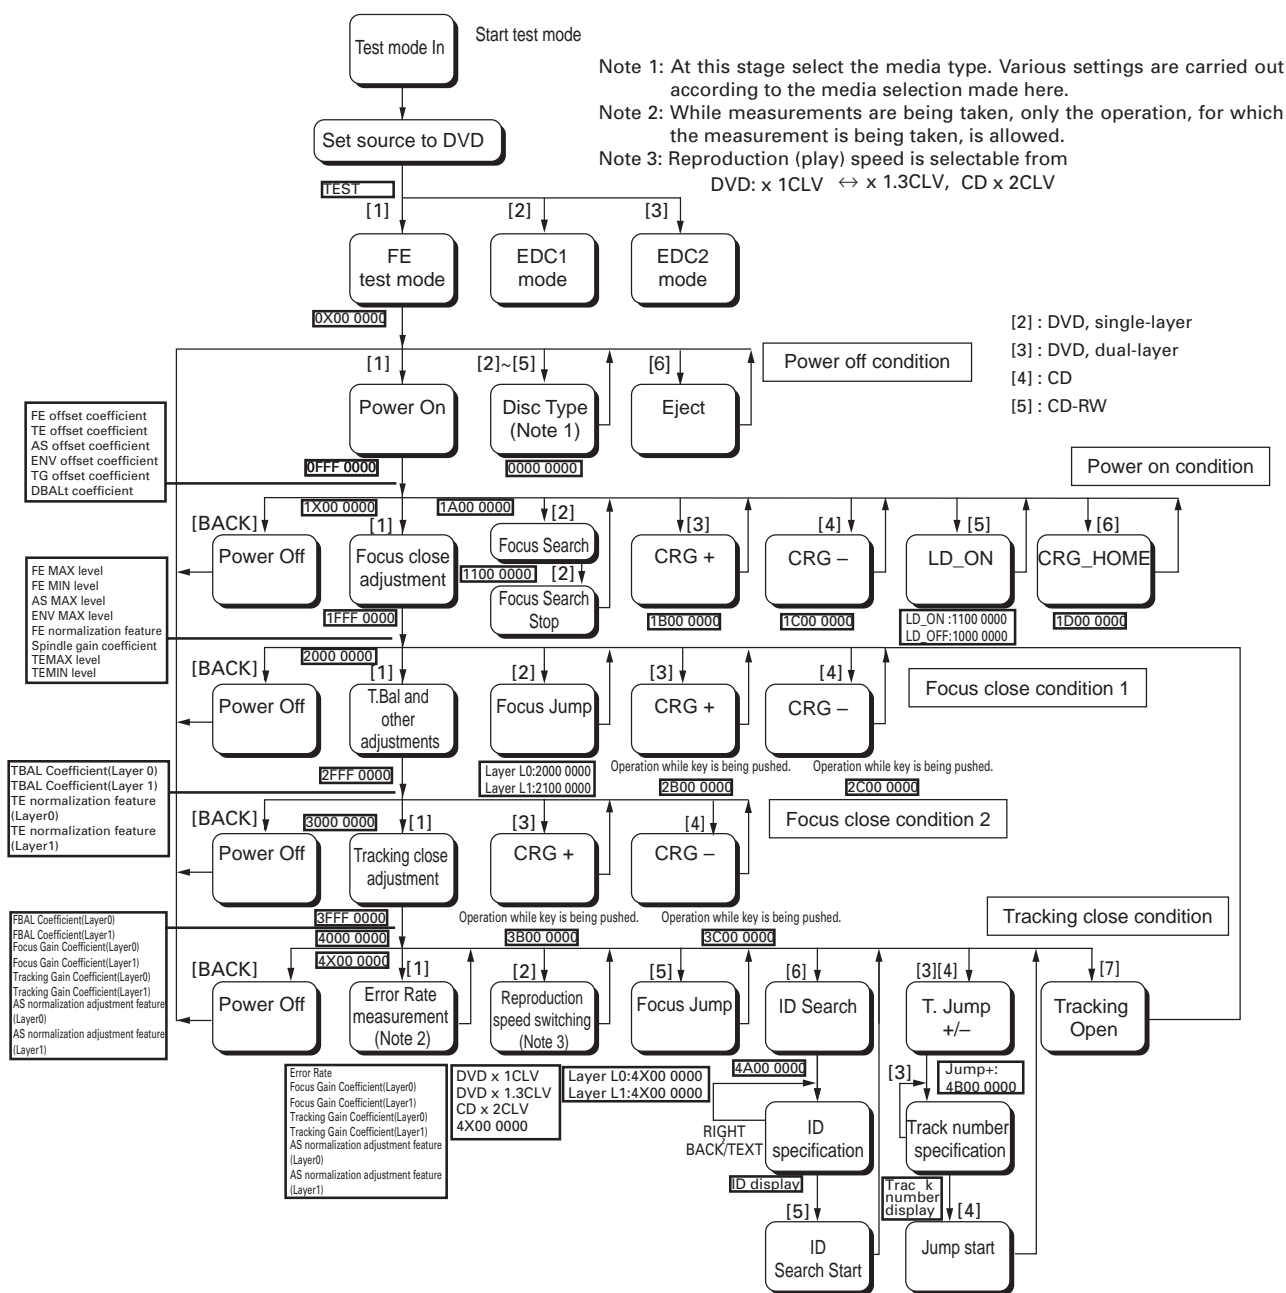 Test mode In
Start test mode
Note 1: At this stage select the media type. Various settings are carried out
according to the media selection made here.
Note 2: While measurements are being taken, only the operation, for which
the measurement is being taken, is allowed.
Note 3: Reproduction (play) speed is selectable from
DVD: x 1CLV ↔ x 1.3CLV, CD x 2CLV
Set source to DVD
TEST
[1]
[2]
[3]
FE
test mode
EDC1
mode
EDC2
mode
0X00 0000
[2] : DVD, single-layer
[3] : DVD, dual-layer
[4] : CD
[5] : CD-RW
Power off condition
[1]
[2]~[5]
[6]
Power On
Disc Type
(Note 1)
Eject
FE offset coefficient
TE offset coefficient
AS offset coefficient
ENV offset coefficient
TG offset coefficient
DBALt coefficient
0FFF 0000
0000 0000
Power on condition
1X00 0000
1A00 0000
[BACK]
[1]
[2]
[3]
[4]
[5]
[6]
Power Off
Focus close
adjustment
Focus Search
1100 0000
[2]
Focus Search
Stop
CRG +
CRG –
LD_ON
CRG_HOME
1FFF 0000
1B00 0000
1C00 0000
LD_ON :1100 0000
LD_OFF:1000 0000
1D00 0000
FE MAX level
FE MIN level
AS MAX level
ENV MAX level
FE normalization feature
Spindle gain coefficient
TEMAX level
TEMIN level
2000 0000
[BACK]
[1]
[2]
[3]
[4]
Focus close condition 1
Power Off
T.Bal and
other
adjustments
Focus Jump
CRG +
CRG –
2FFF 0000
Layer L0:2000 0000
Layer L1:2100 0000
Operation while key is being pushed.
2B00 0000
Operation while key is being pushed.
2C00 0000
TBAL Coefficient(Layer 0)
TBAL Coefficient(Layer 1)
TE normalization feature
(Layer0)
TE normalization feature
(Layer1)
[BACK]
3000 0000
[1]
[3]
[4]
Focus close condition 2
Power Off
Tracking close
adjustment
CRG +
CRG –
3FFF 0000
Operation while key is being pushed.
3B00 0000
Operation while key is being pushed.
3C00 0000
Tracking close condition
FBAL Coefficient(Layer0)
FBAL Coefficient(Layer1)
Focus Gain Coefficient(Layer0)
Focus Gain Coefficient(Layer1)
Tracking Gain Coefficient(Layer0)
Tracking Gain Coefficient(Layer1)
AS normalization adjustment feature
(Layer0)
AS normalization adjustment feature
(Layer1)
4000 0000
4X00 0000
[BACK]
[1]
[2]
[5]
[6]
[3][4]
[7]
Power Off
Error Rate
measurement
(Note 2)
Reproduction
speed switching
(Note 3)
Focus Jump
ID Search
T. Jump
+/–
Tracking
Open
Error Rate
Focus Gain Coefficient(Layer0)
Focus Gain Coefficient(Layer1)
Tracking Gain Coefficient(Layer0)
Tracking Gain Coefficient(Layer1)
AS normalization adjustment feature
(Layer0)
AS normalization adjustment feature
(Layer1)
DVD x 1CLV
DVD x 1.3CLV
CD x 2CLV
4X00 0000
Layer L0:4X00 0000
Layer L1:4X00 0000
4A00 0000
[3]
Jump+:
4B00 0000
RIGHT
BACK/TEXT
ID
specification
Track number
specification
ID display
Trac k
number
display
[5]
[4]
ID
Search Start
Jump start